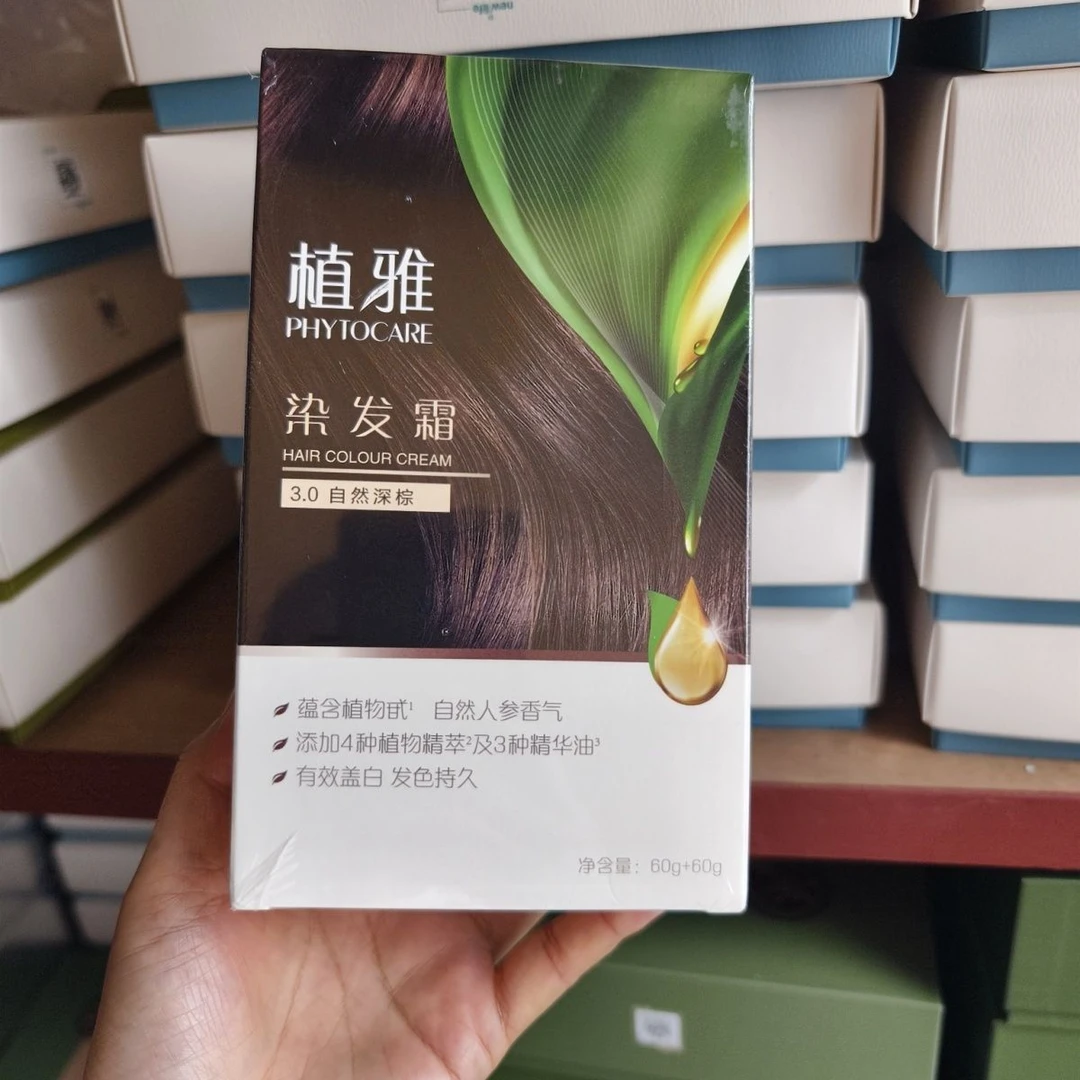 new life
植雅
PHYTOCARE
染发霜
HAIR COLOUR CREAM
3.0 自然深棕
蕴含植物甙¹ 自然人参香气
添加4种植物精萃²及3种精华油³
有效盖白 发色持久
净含量：60g+60g